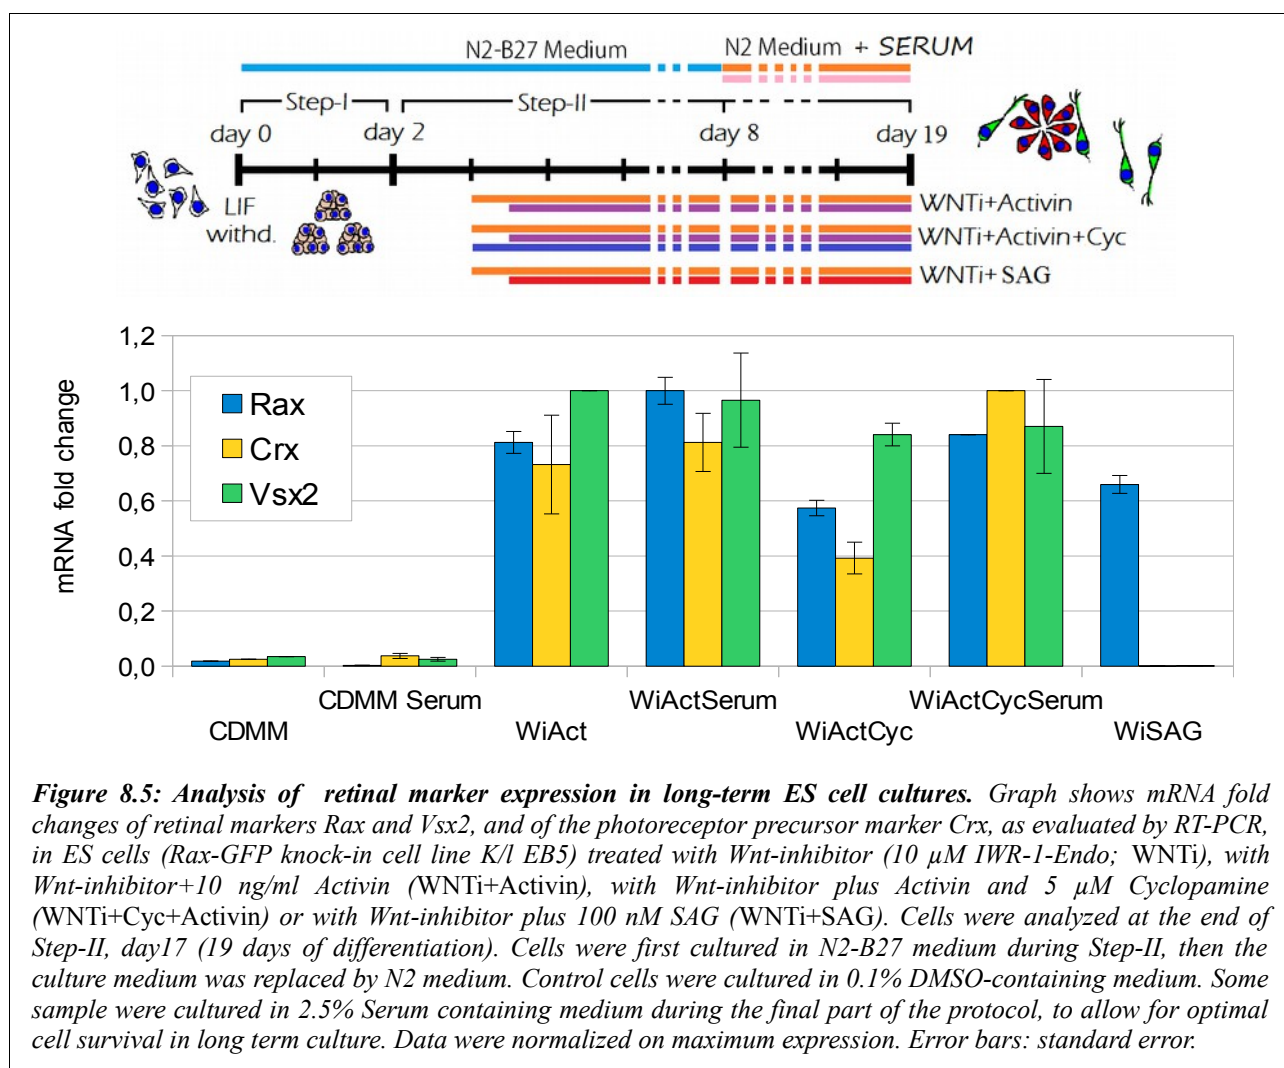 N2-B27 Medium
N2 Medium + SERUM
Step-I
Step-II
day 0
day 2
day 8
day 19
LIF
withd.
WNTi+Activin
WNTi+Activin+Cyc
WNTi+SAG
1,2
1,0
0,8
0,6
0,4
0,2
0,0
mRNA fold change
Rax
Crx
Vsx2
CDMM
CDMM Serum
WiAct
WiActSerum
WiActCyc
WiActCycSerum
WiSAG
Figure 8.5: Analysis of retinal marker expression in long-term ES cell cultures. Graph shows mRNA fold
changes of retinal markers Rax and Vsx2, and of the photoreceptor precursor marker Crx, as evaluated by RT-PCR,
in ES cells (Rax-GFP knock-in cell line K/l EB5) treated with Wnt-inhibitor (10 µM IWR-1-Endo; WNTi), with
Wnt-inhibitor+10 ng/ml Activin (WNTi+Activin), with Wnt-inhibitor plus Activin and 5 µM Cyclopamine
(WNTi+Cyc+Activin) or with Wnt-inhibitor plus 100 nM SAG (WNTi+SAG). Cells were analyzed at the end of
Step-II, day17 (19 days of differentiation). Cells were first cultured in N2-B27 medium during Step-II, then the
culture medium was replaced by N2 medium. Control cells were cultured in 0.1% DMSO-containing medium. Some
sample were cultured in 2.5% Serum containing medium during the final part of the protocol, to allow for optimal
cell survival in long term culture. Data were normalized on maximum expression. Error bars: standard error.